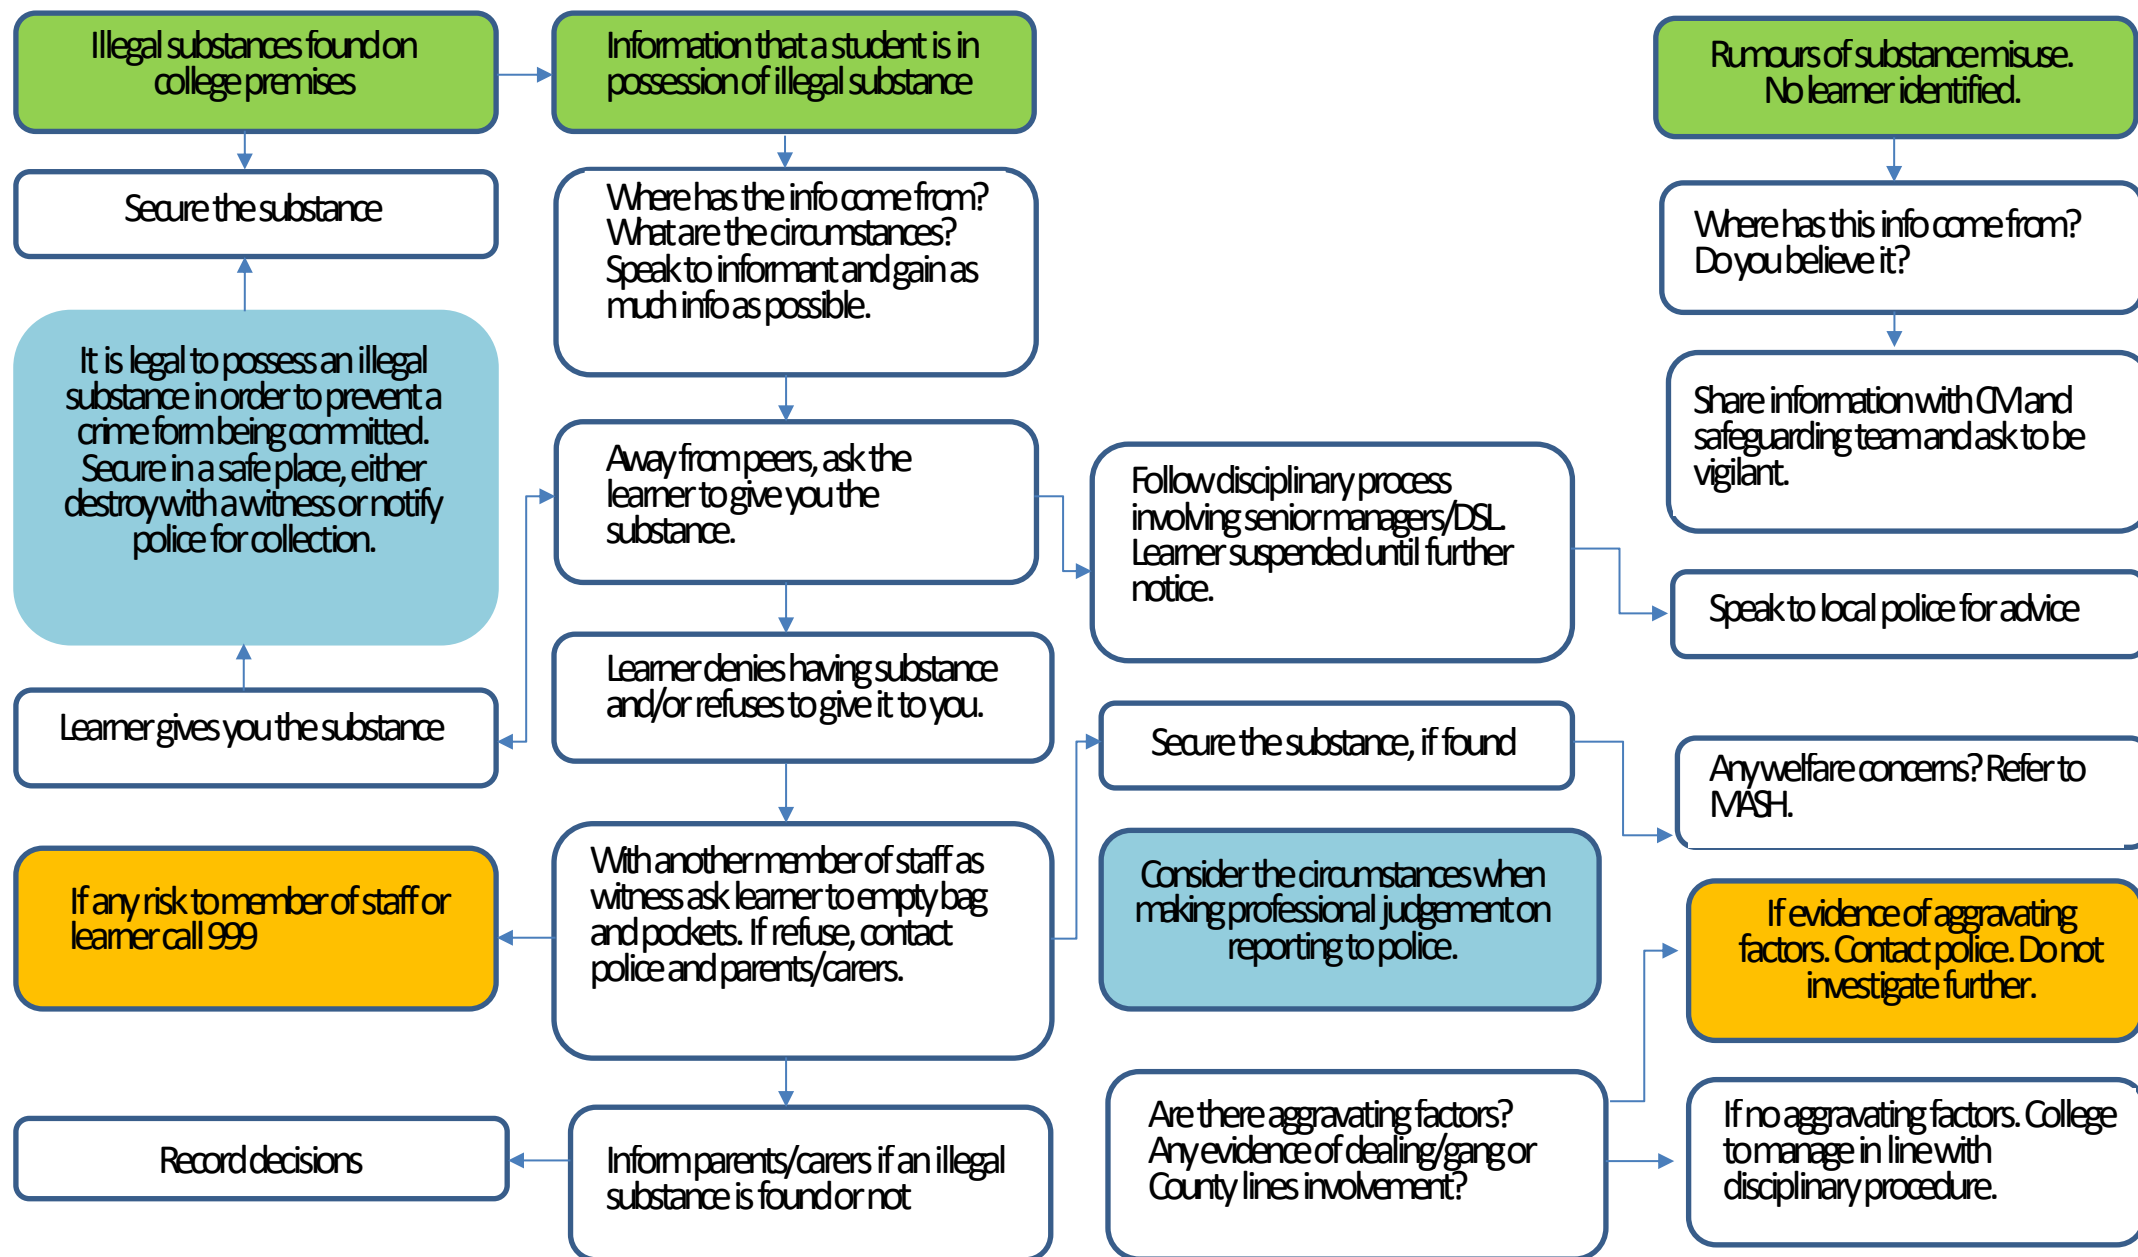 Illegal substances found on
college premises
Information that a student is in
possession of illegal substance
Rumours of substance misuse.
No learner identified.
Secure the substance
Where has the info come from?
What are the circumstances?
Speak to informant and gain as
much info as possible.
Where has this info come from?
Do you believe it?
It is legal to possess an illegal
substance in order to prevent a
crime form being committed.
Secure in a safe place, either
destroy with a witness or notify
police for collection.
Share information with CM and
safeguarding team and ask to be
vigilant.
Away from peers, ask the
learner to give you the
substance.
Follow disciplinary process
involving senior managers/DSL.
Learner suspended until further
notice.
Speak to local police for advice
Learner denies having substance
and/or refuses to give it to you.
Learner gives you the substance
Secure the substance, if found
Any welfare concerns? Refer to
MASH.
With another member of staff as
witness ask learner to empty bag
and pockets. If refuse, contact
police and parents/carers.
If any risk to member of staff or
learner call 999
Consider the circumstances when
making professional judgement on
reporting to police.
If evidence of aggravating
factors. Contact police. Do not
investigate further.
Are there aggravating factors?
Any evidence of dealing/gang or
County lines involvement?
If no aggravating factors. College
to manage in line with
disciplinary procedure.
Record decisions
Inform parents/carers if an illegal
substance is found or not